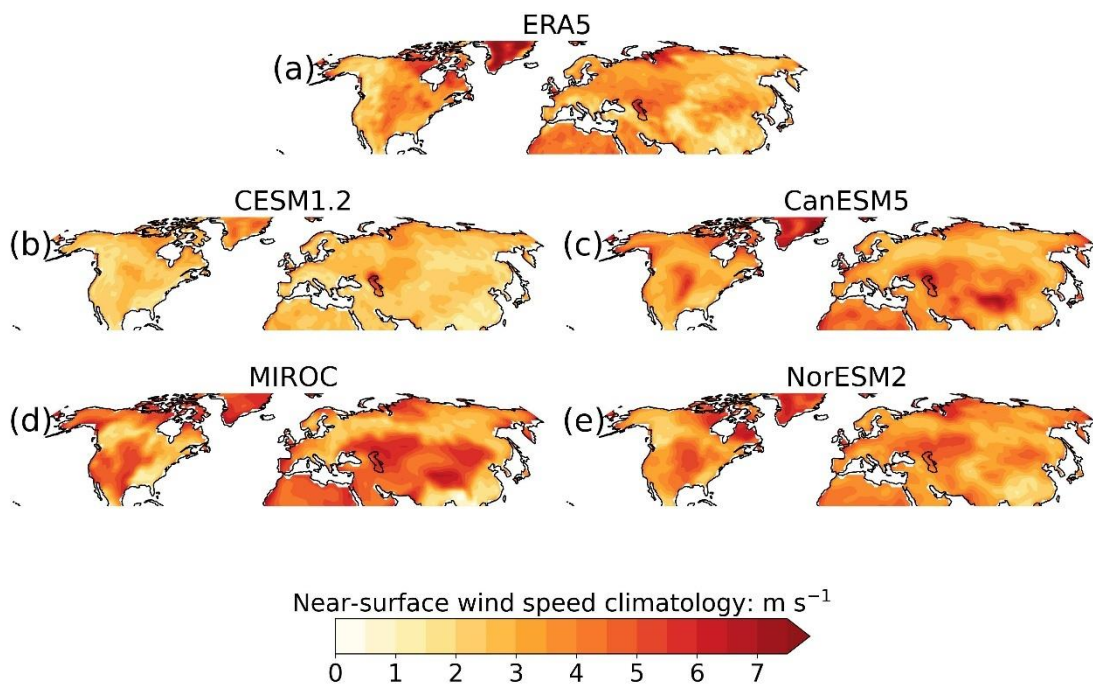 ERA5
(a)
CESM1.2
CanESM5
(b)
(c)
MIROC
NorESM2
(d)
(e)
Near-surface wind speed climatology: m s⁻¹
0 1 2 3 4 5 6 7